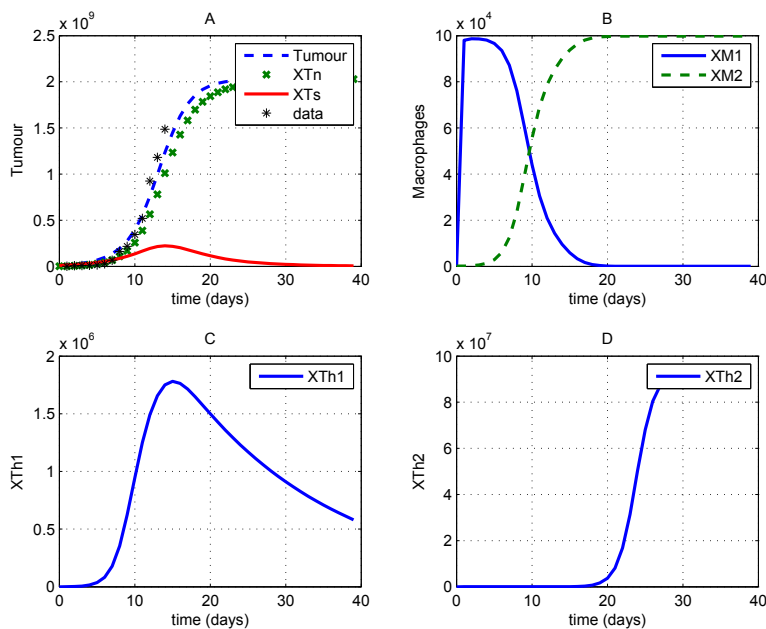 A
x 10^9
2.5
2
1.5
1
0.5
0
0 10 20 30 40
Tumour
time (days)
Tumour
XTn
XTs
data
B
x 10^4
10
8
6
4
2
0
0 10 20 30 40
Macrophages
time (days)
XM1
XM2
C
x 10^6
2
1.5
1
0.5
0
0 10 20 30 40
XTh1
time (days)
XTh1
D
x 10^7
10
8
6
4
2
0
0 10 20 30 40
XTh2
time (days)
XTh2